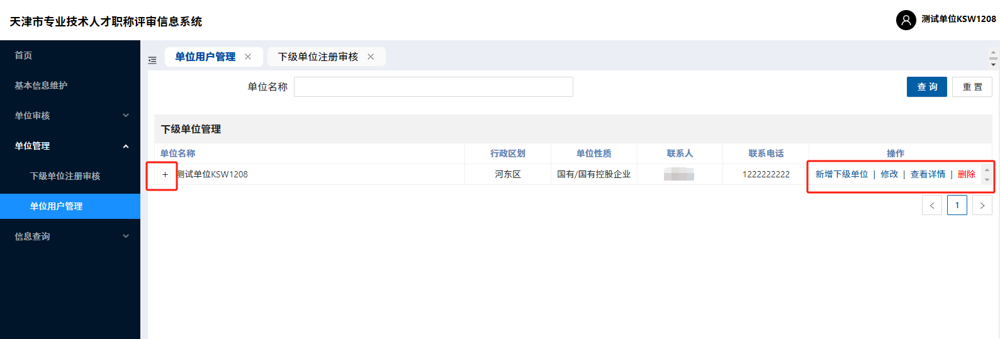 天津市专业技术人才职称评审信息系统
测试单位KSW1208
首页
基本信息维护
单位审核
单位管理
下级单位注册审核
单位用户管理
信息查询
单位用户管理
下级单位注册审核
单位名称
查 询
重 置
下级单位管理
单位名称 行政区划 单位性质 联系人 联系电话 操作
+ 测试单位KSW1208 河东区 国有/国有控股企业 1222222222 新增下级单位 | 修改 | 查看详情 | 删除
< 1 >